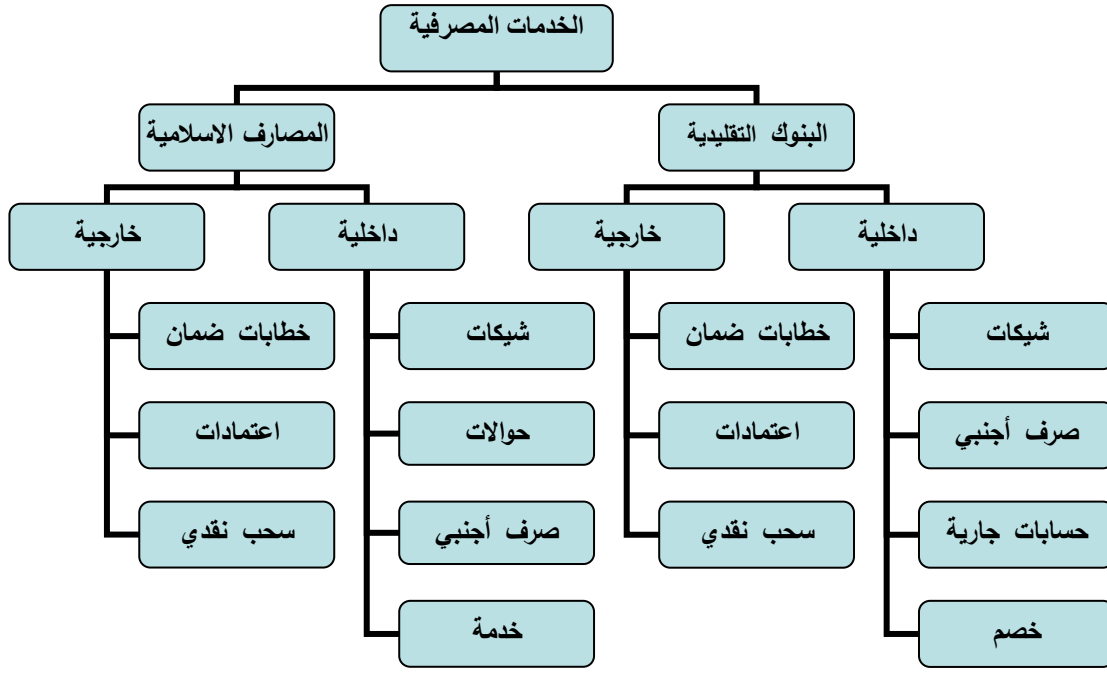 الخدمات المصرفية
البنوك التقليدية
المصارف الاسلامية
داخلية
خارجية
داخلية
خارجية
شيكات
خطابات ضمان
شيكات
خطابات ضمان
صرف أجنبي
اعتمادات
حوالات
اعتمادات
حسابات جارية
سحب نقدي
صرف أجنبي
سحب نقدي
خصم
خدمة